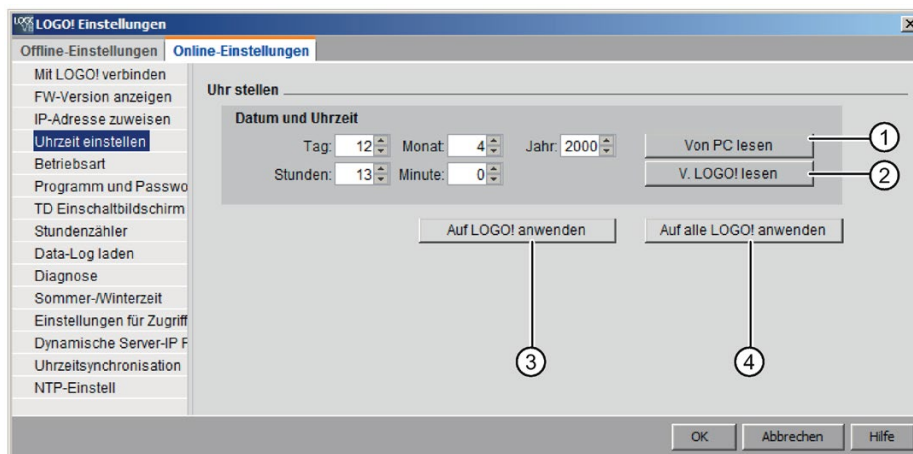 LOGO! Einstellungen
Offline-Einstellungen Online-Einstellungen
Mit LOGO! verbinden
FW-Version anzeigen
IP-Adresse zuweisen
Uhrzeit einstellen
Betriebsart
Programm und Passwo
TD Einschaltbildschirm
Stundenzähler
Data-Log laden
Diagnose
Sommer-/Winterzeit
Einstellungen für Zugriff
Dynamische Server-IP F
Uhrzeitsynchronisation
NTP-Einstell
Uhr stellen
Datum und Uhrzeit
Tag: 12 Monat: 4 Jahr: 2000 Von PC lesen 1
Stunden: 13 Minute: 0 V. LOGO! lesen 2
Auf LOGO! anwenden Auf alle LOGO! anwenden
3 4
OK Abbrechen Hilfe